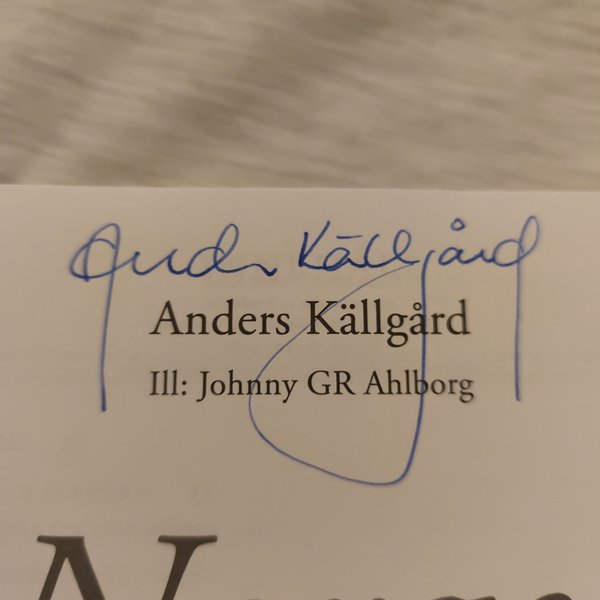 Anders Källgård
Anders Källgård
Ill: Johnny GR Ahlborg